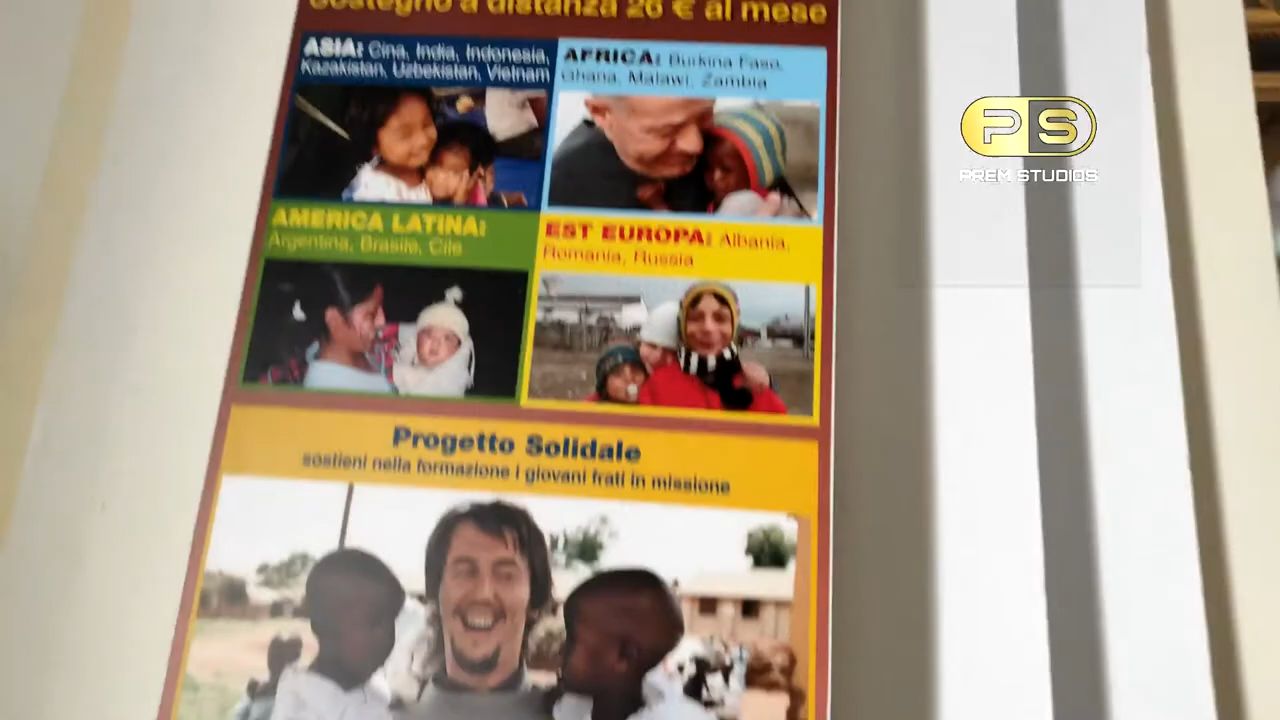 sostegno a distanza 26 € al mese
ASIA: Cina, India, Indonesia,
Kazakistan, Uzbekistan, Vietnam
AFRICA: Burkina Faso,
Ghana, Malawi, Zambia
AMERICA LATINA:
Argentina, Brasile, Cile
EST EUROPA: Albania,
Romania, Russia
Progetto Solidale
sostieni nella formazione i giovani frati in missione
PS
PREM STUDIOS